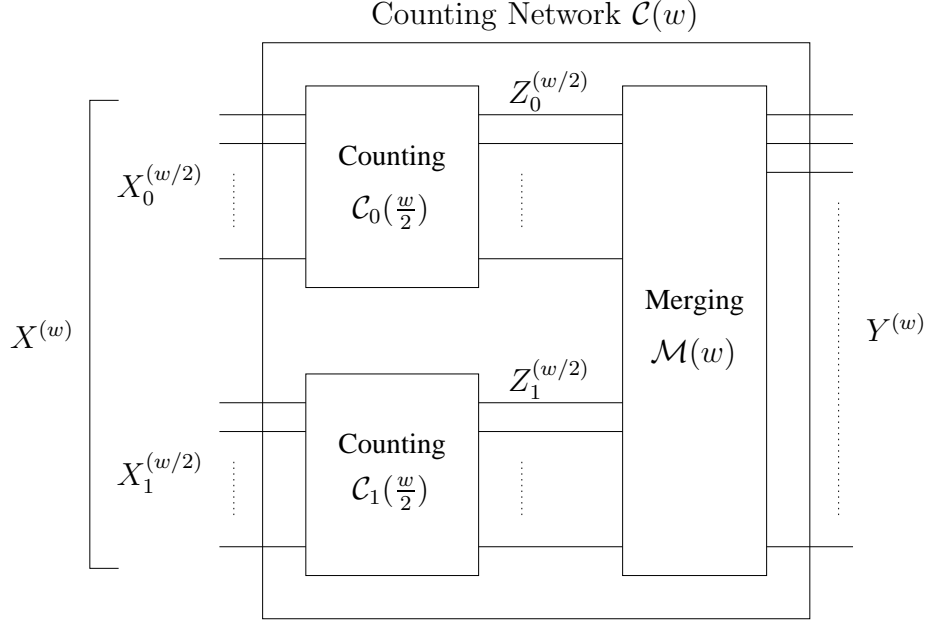 Counting Network 𝒞(w)
X_0^{(w/2)}
Counting
𝒞_0(w/2)
Z_0^{(w/2)}
X^{(w)}
Merging
ℳ(w)
Y^{(w)}
X_1^{(w/2)}
Counting
𝒞_1(w/2)
Z_1^{(w/2)}